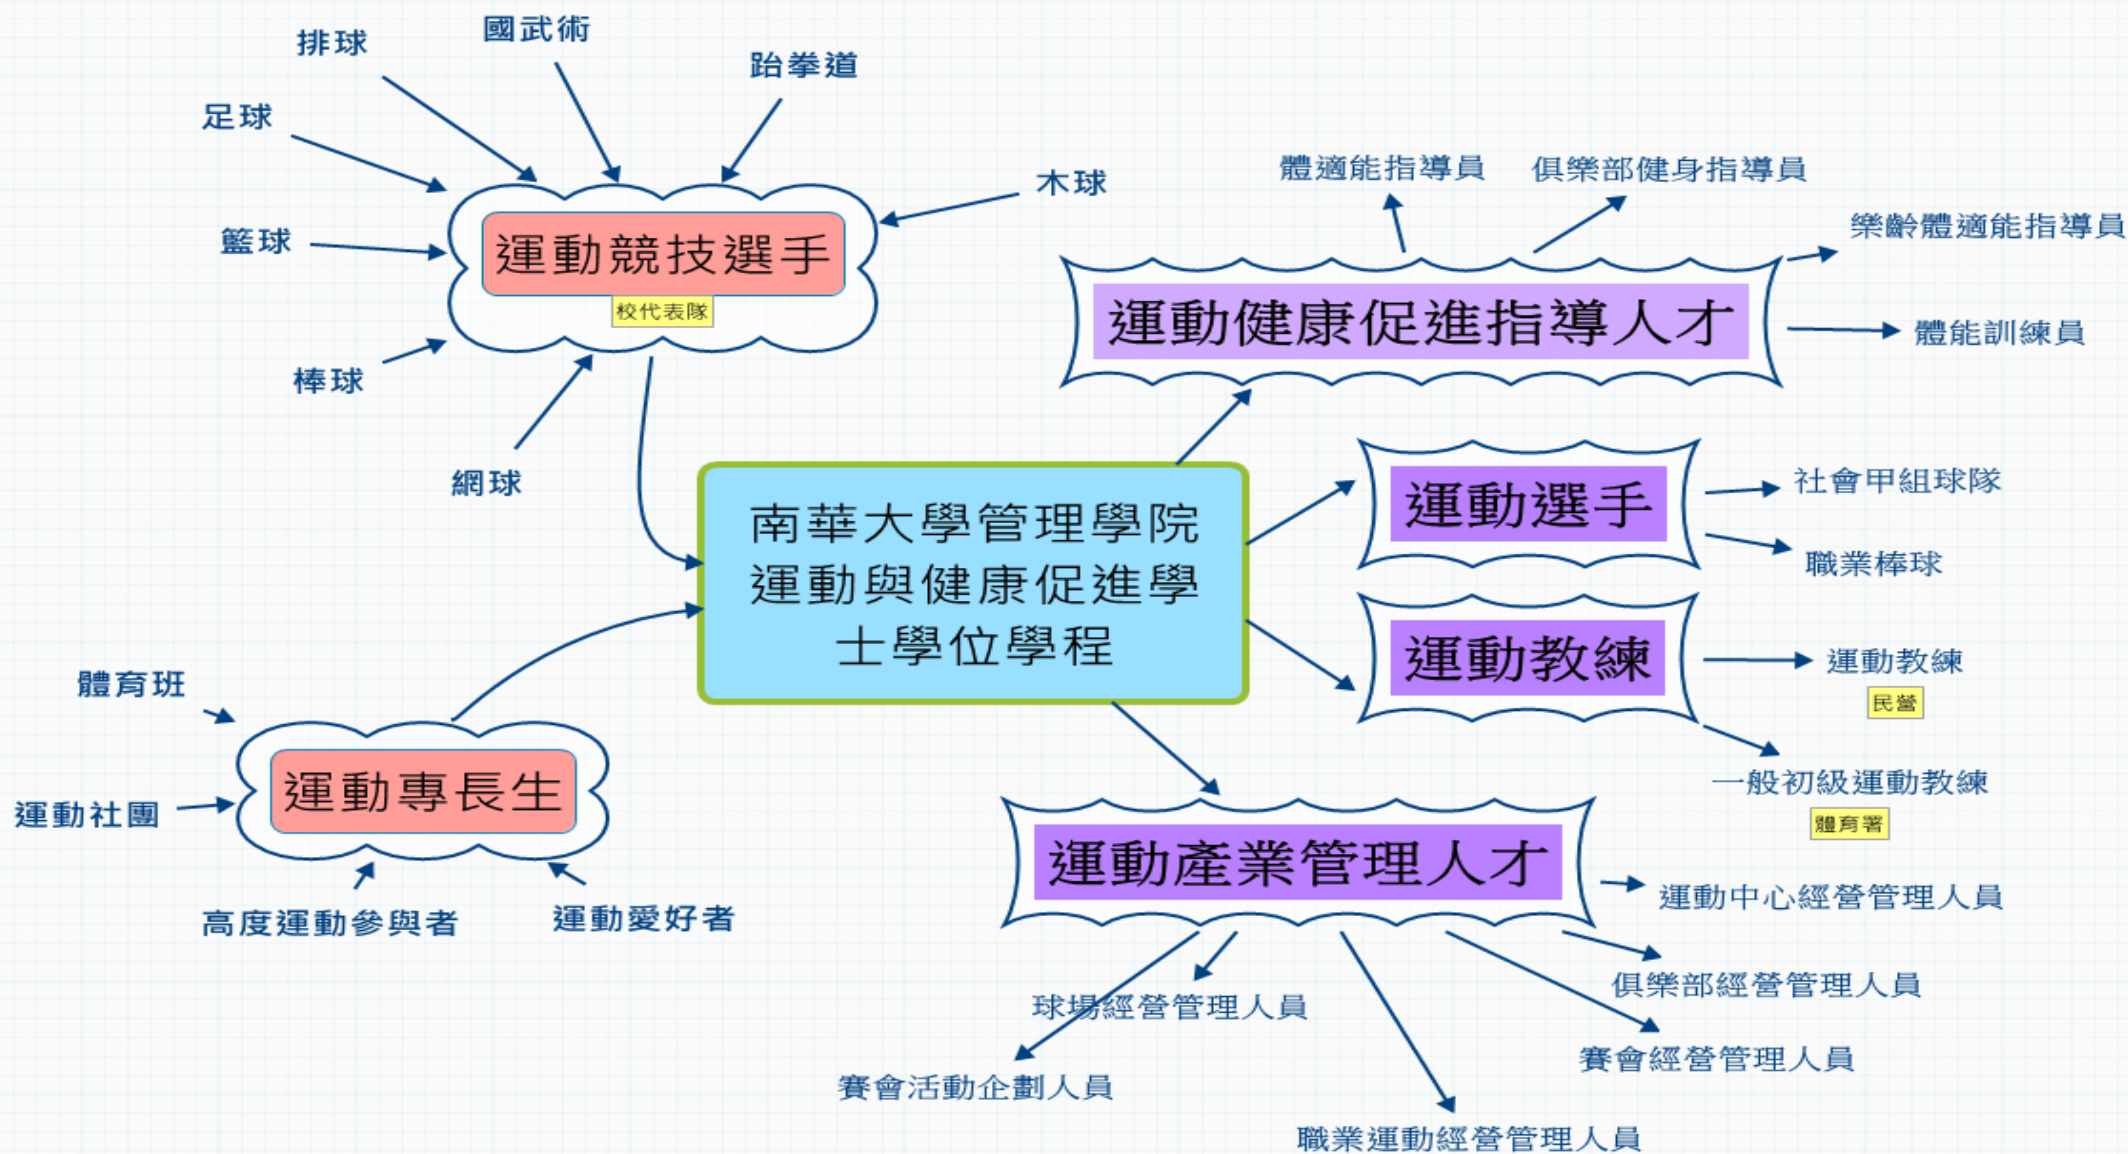 國武術
排球
跆拳道
足球
木球
籃球
運動競技選手
校代表隊
棒球
網球
體適能指導員
俱樂部健身指導員
樂齡體適能指導員
運動健康促進指導人才
體能訓練員
南華大學管理學院
運動與健康促進學
士學位學程
運動選手
社會甲組球隊
職業棒球
運動教練
運動教練
民營
一般初級運動教練
體育署
體育班
運動專長生
運動社團
高度運動參與者
運動愛好者
運動產業管理人才
運動中心經營管理人員
俱樂部經營管理人員
球場經營管理人員
賽會經營管理人員
賽會活動企劃人員
職業運動經營管理人員